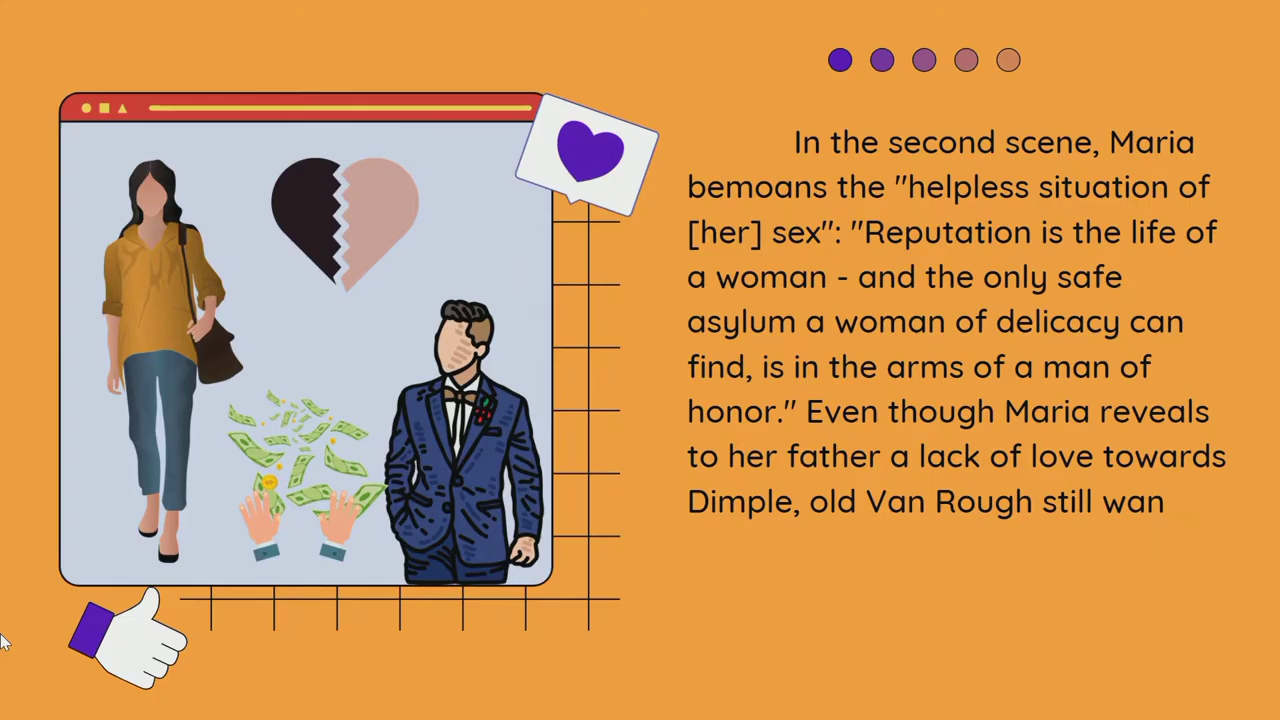 In the second scene, Maria
bemoans the "helpless situation of
[her] sex": "Reputation is the life of
a woman - and the only safe
asylum a woman of delicacy can
find, is in the arms of a man of
honor." Even though Maria reveals
to her father a lack of love towards
Dimple, old Van Rough still wan